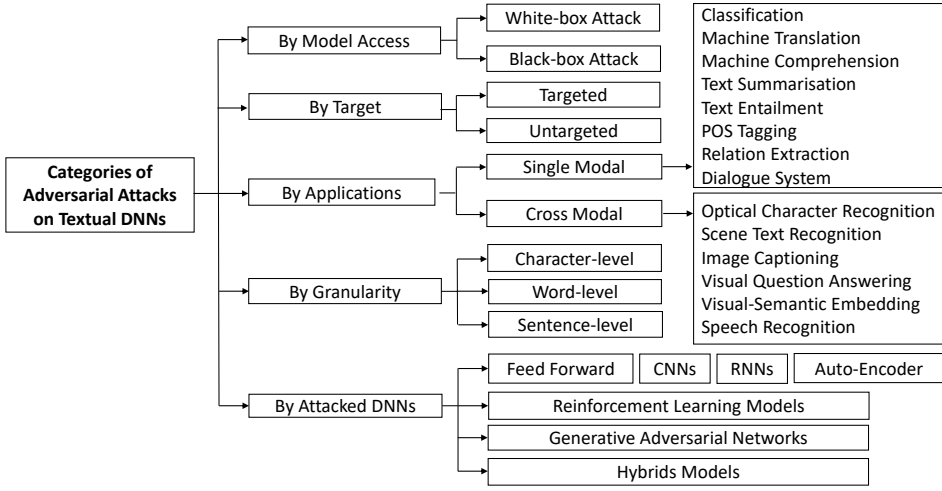 Categories of
Adversarial Attacks
on Textual DNNs
By Model Access
White-box Attack
Black-box Attack
By Target
Targeted
Untargeted
By Applications
Single Modal
Classification
Machine Translation
Machine Comprehension
Text Summarisation
Text Entailment
POS Tagging
Relation Extraction
Dialogue System
Cross Modal
Optical Character Recognition
Scene Text Recognition
Image Captioning
Visual Question Answering
Visual-Semantic Embedding
Speech Recognition
By Granularity
Character-level
Word-level
Sentence-level
By Attacked DNNs
Feed Forward
CNNs
RNNs
Auto-Encoder
Reinforcement Learning Models
Generative Adversarial Networks
Hybrids Models